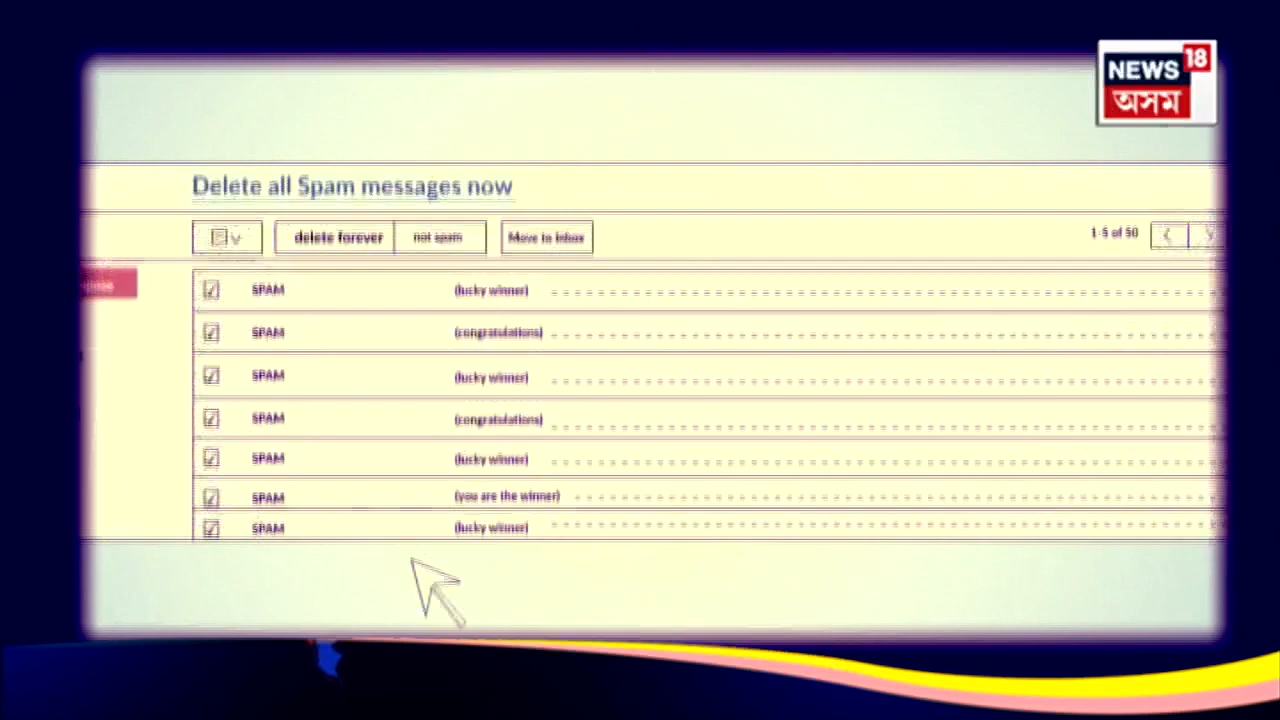 NEWS 18
অসম
Delete all Spam messages now
delete forever not spam Move to Inbox 1-5 of 50
SPAM (lucky winner)
SPAM (congratulations)
SPAM (lucky winner)
SPAM (congratulations)
SPAM (lucky winner)
SPAM (you are the winner)
SPAM (lucky winner)